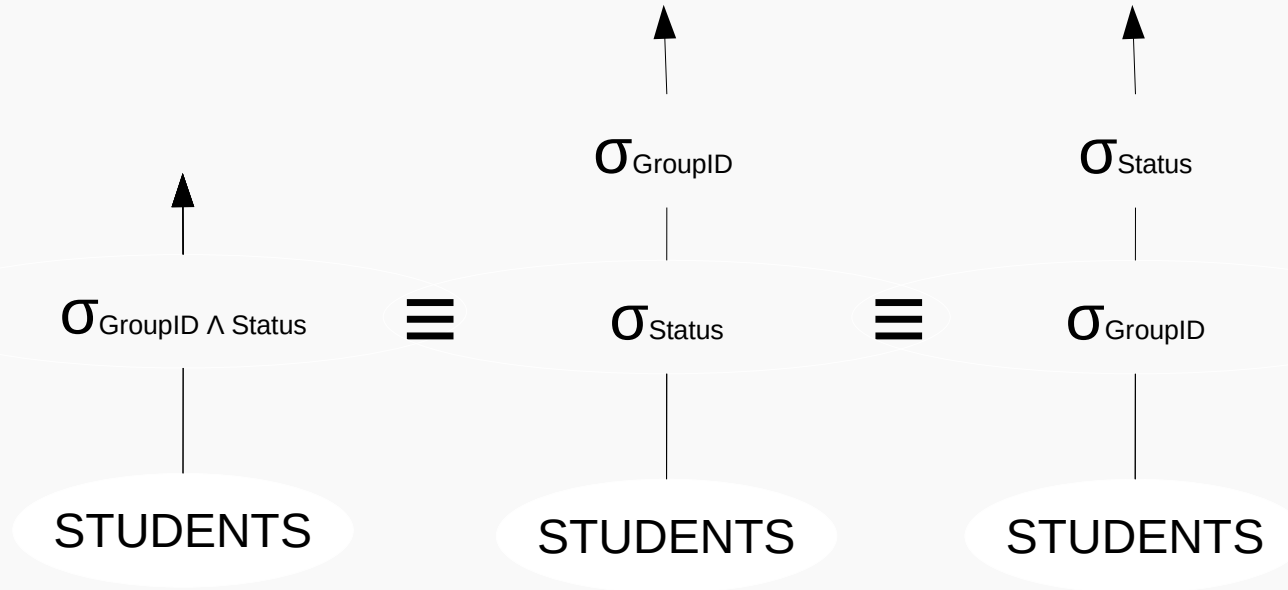 σGroupID
σStatus
σGroupID Λ Status
≡
σStatus
≡
σGroupID
STUDENTS
STUDENTS
STUDENTS